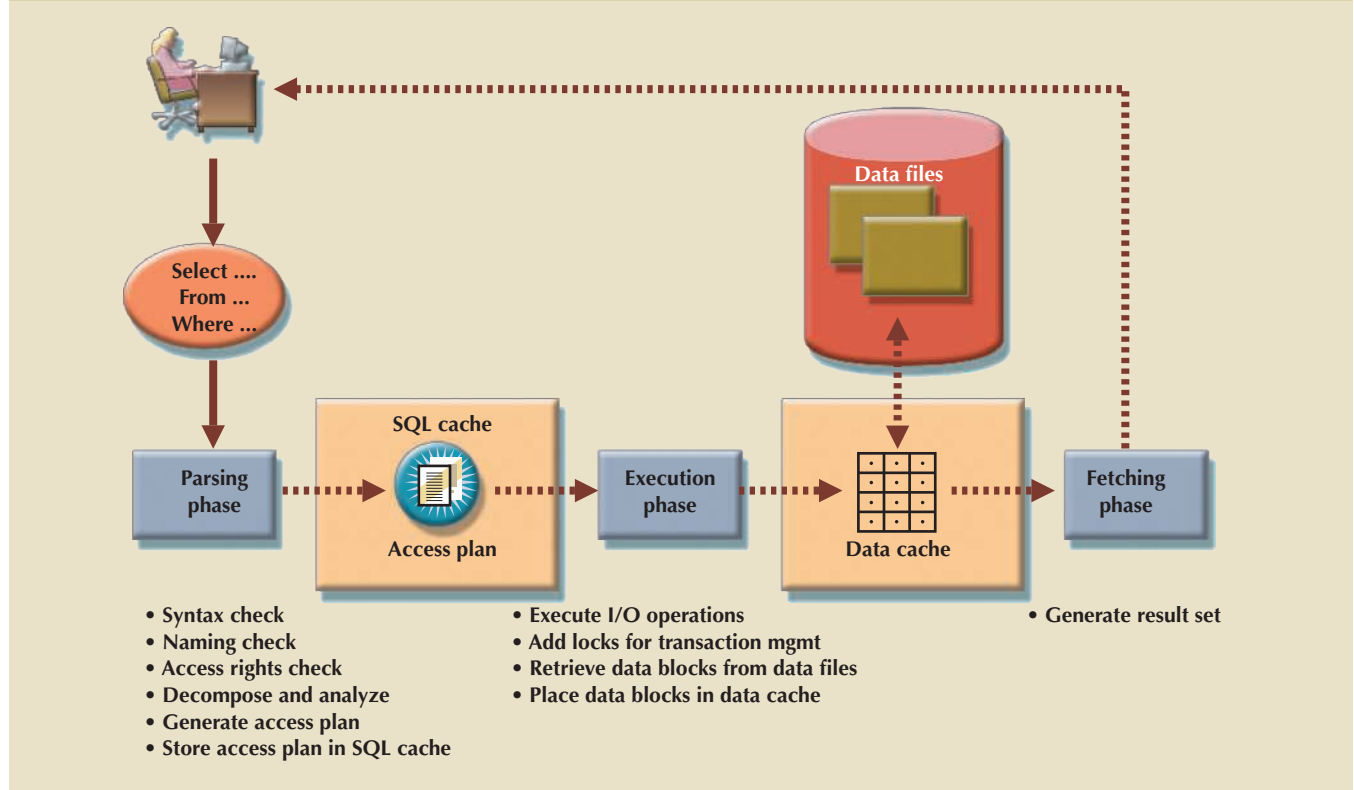 Data files
Select ....
From ...
Where ...
SQL cache
Parsing
phase
Execution
phase
Fetching
phase
Access plan
Data cache
• Syntax check
• Naming check
• Access rights check
• Decompose and analyze
• Generate access plan
• Store access plan in SQL cache
• Execute I/O operations
• Add locks for transaction mgmt
• Retrieve data blocks from data files
• Place data blocks in data cache
• Generate result set